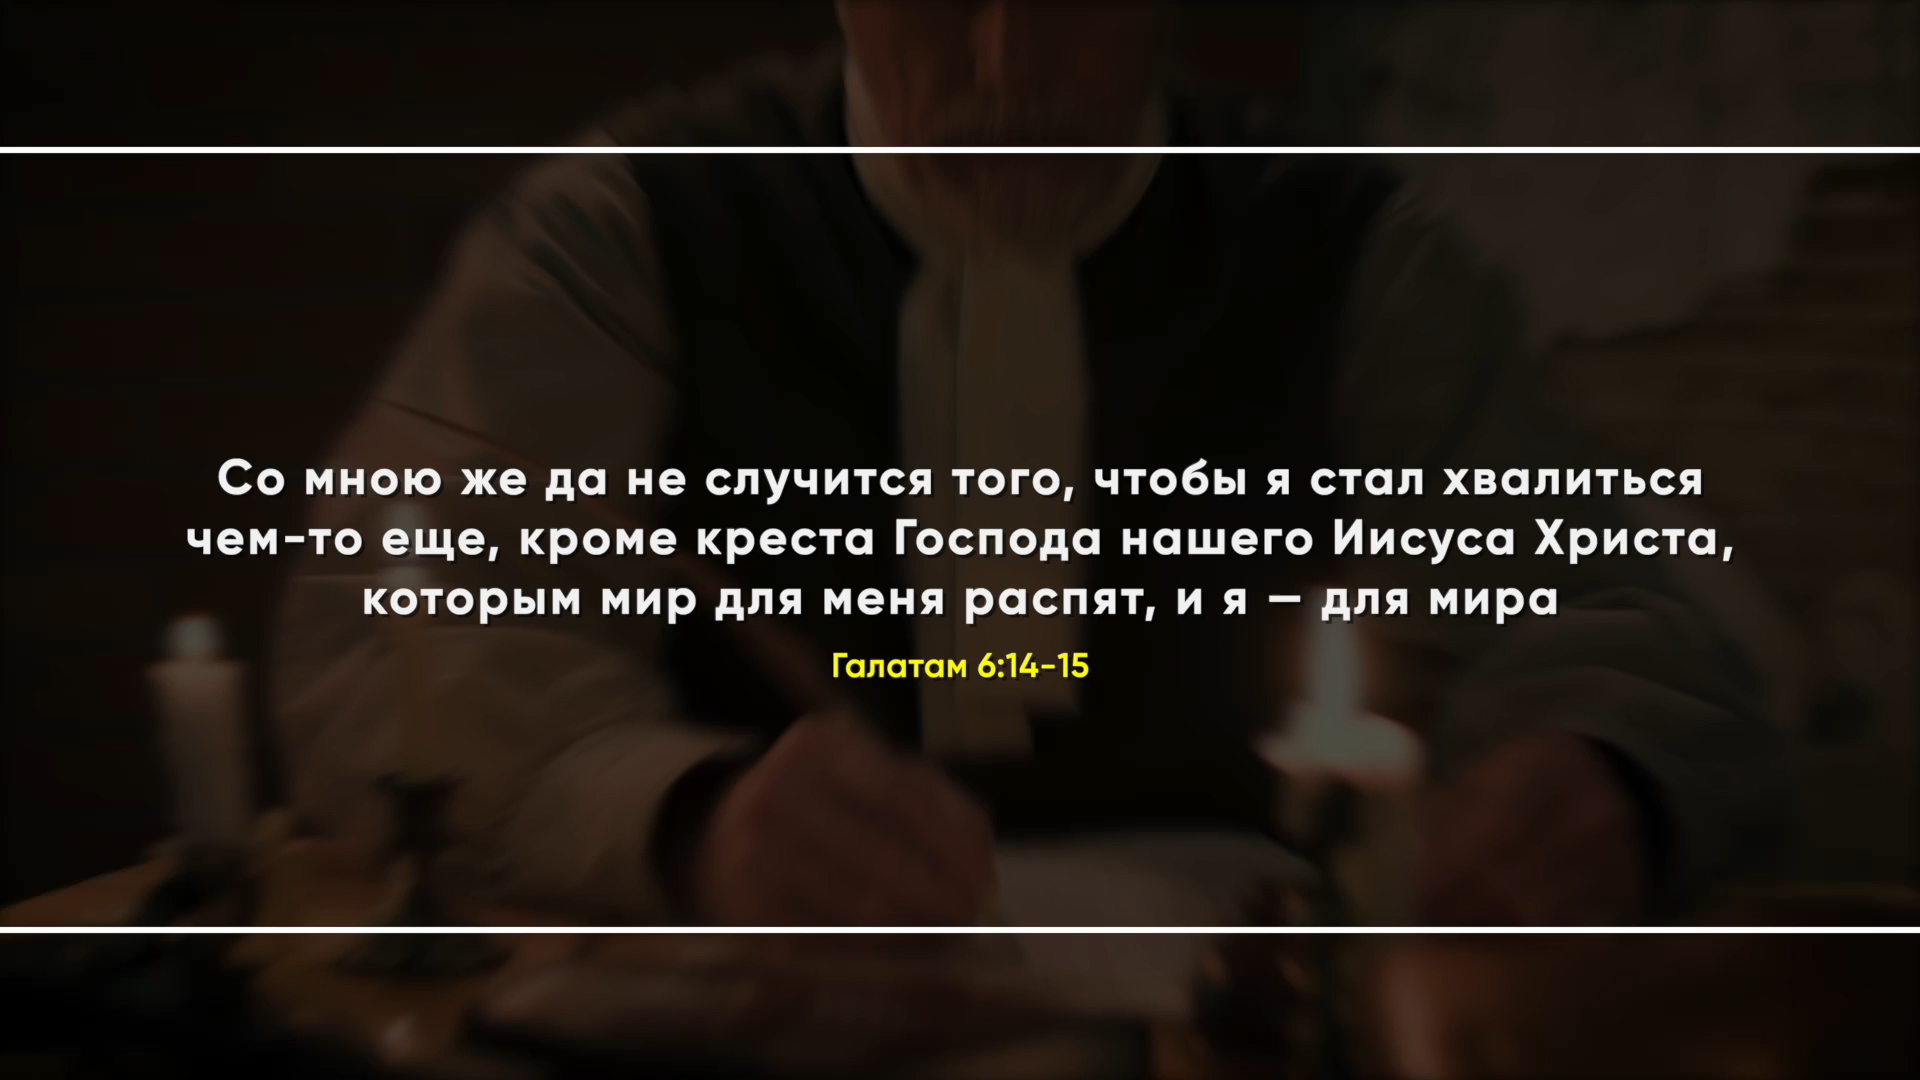 Со мною же да не случится того, чтобы я стал хвалиться
чем-то еще, кроме креста Господа нашего Иисуса Христа,
которым мир для меня распят, и я — для мира
Галатам 6:14-15